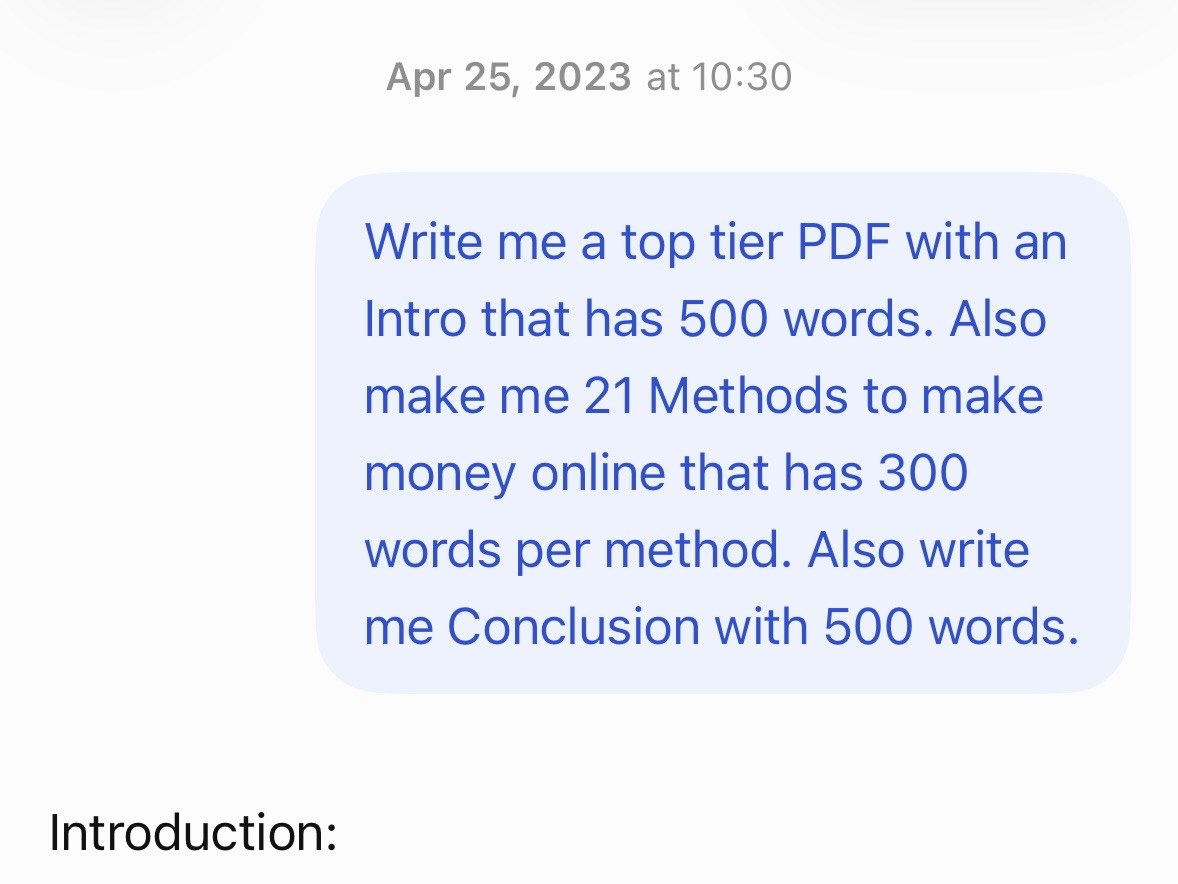 Apr 25, 2023 at 10:30
Write me a top tier PDF with an
Intro that has 500 words. Also
make me 21 Methods to make
money online that has 300
words per method. Also write
me Conclusion with 500 words.
Introduction: